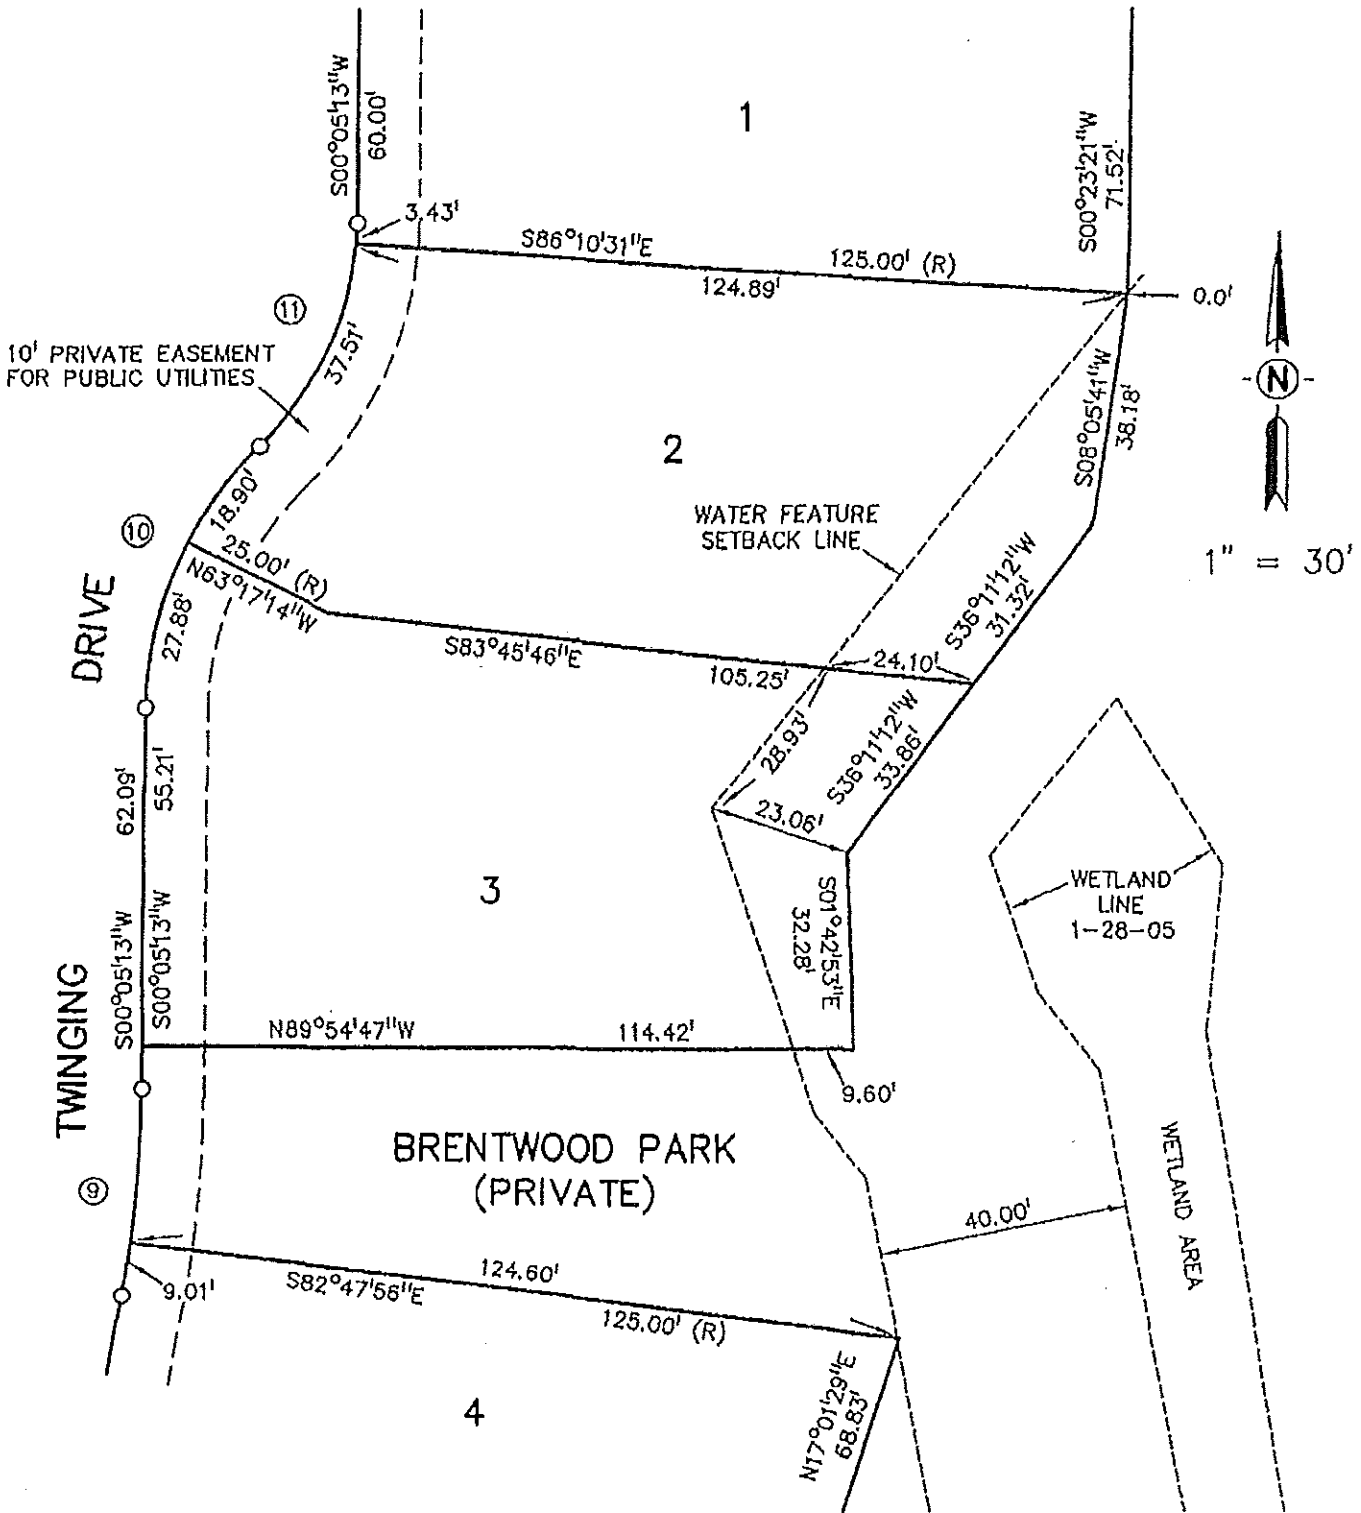 S00°05'13"W
60.00'
1
S00°23'21"W
71.52'
3.43'
S86°10'31"E
125.00' (R)
124.89'
0.0'
11
10' PRIVATE EASEMENT
FOR PUBLIC UTILITIES
37.51'
N
1" = 30'
2
S08°05'41"W
38.18'
WATER FEATURE
SETBACK LINE
18.90'
10
25.00' (R)
N63°17'14"W
27.88'
S36°11'12"W
31.32'
S83°45'46"E
105.25'
24.10'
DRIVE
28.93'
S36°11'12"W
33.86'
23.06'
62.09'
55.21'
3
S01°42'53"E
32.28'
WETLAND
LINE
1-28-05
S00°05'13"W
S00°05'13"W
TWINGING
N89°54'47"W
114.42'
9.60'
BRENTWOOD PARK
(PRIVATE)
9
WETLAND AREA
40.00'
9.01'
S82°47'56"E
124.60'
125.00' (R)
N17°01'29"E
68.83'
4